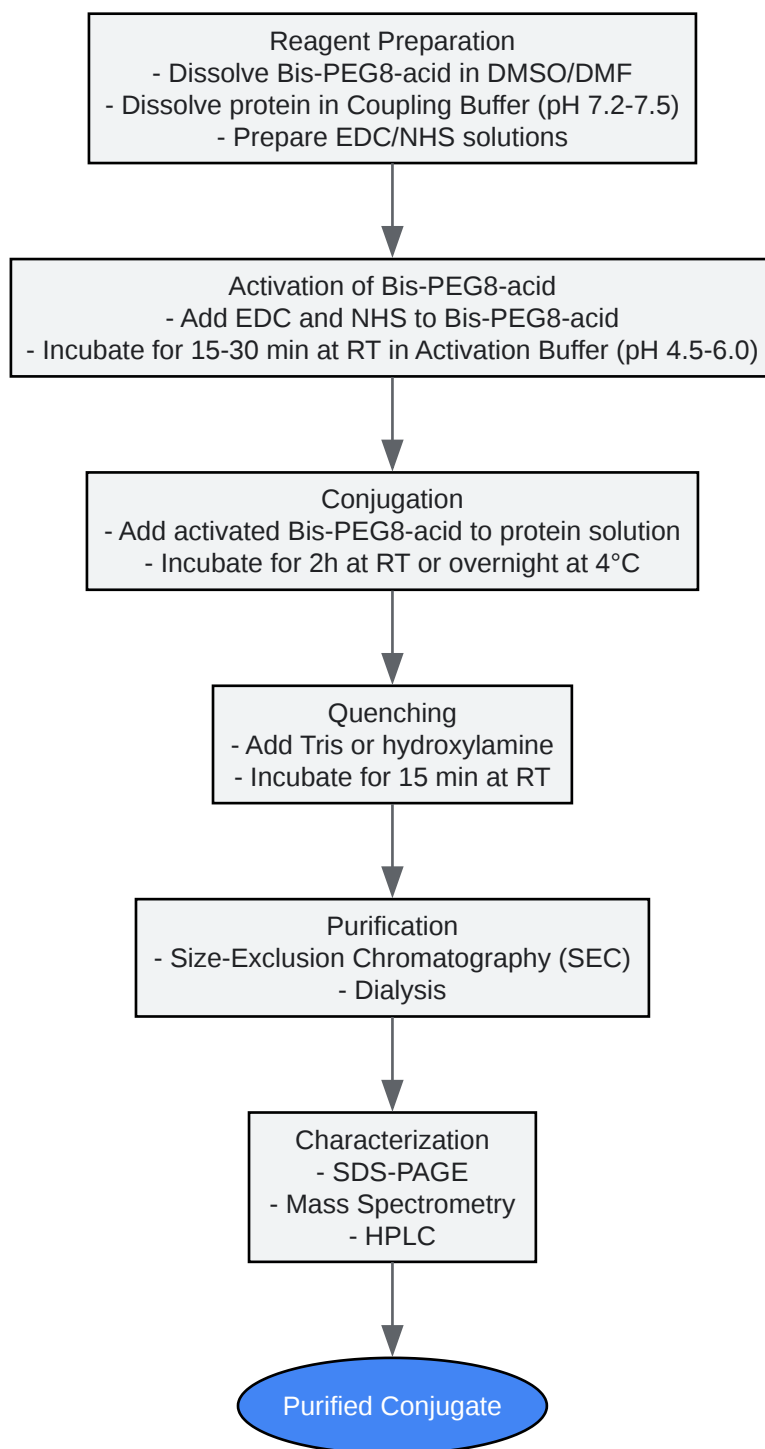 Reagent Preparation
- Dissolve Bis-PEG8-acid in DMSO/DMF
- Dissolve protein in Coupling Buffer (pH 7.2-7.5)
- Prepare EDC/NHS solutions
Activation of Bis-PEG8-acid
- Add EDC and NHS to Bis-PEG8-acid
- Incubate for 15-30 min at RT in Activation Buffer (pH 4.5-6.0)
Conjugation
- Add activated Bis-PEG8-acid to protein solution
- Incubate for 2h at RT or overnight at 4°C
Quenching
- Add Tris or hydroxylamine
- Incubate for 15 min at RT
Purification
- Size-Exclusion Chromatography (SEC)
- Dialysis
Characterization
- SDS-PAGE
- Mass Spectrometry
- HPLC
Purified Conjugate